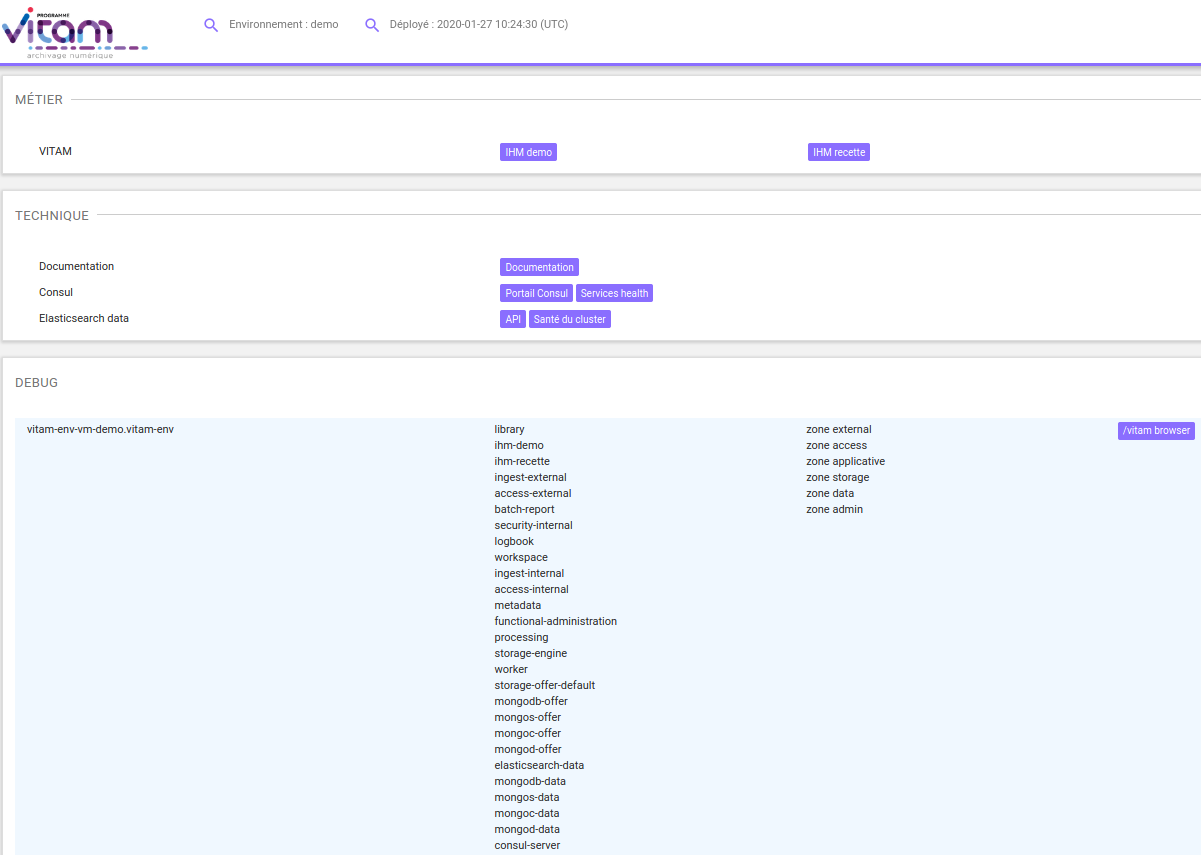 PROGRAMME
vitam
archivage numérique
Environnement : demo
Déployé : 2020-01-27 10:24:30 (UTC)
MÉTIER
VITAM
IHM demo
IHM recette
TECHNIQUE
Documentation
Documentation
Consul
Portail Consul
Services health
Elasticsearch data
API
Santé du cluster
DEBUG
vitam-env-vm-demo.vitam-env
library
ihm-demo
ihm-recette
ingest-external
access-external
batch-report
security-internal
logbook
workspace
ingest-internal
access-internal
metadata
functional-administration
processing
storage-engine
worker
storage-offer-default
mongodb-offer
mongos-offer
mongoc-offer
mongod-offer
elasticsearch-data
mongodb-data
mongos-data
mongoc-data
mongod-data
consul-server
zone external
zone access
zone applicative
zone storage
zone data
zone admin
/vitam browser